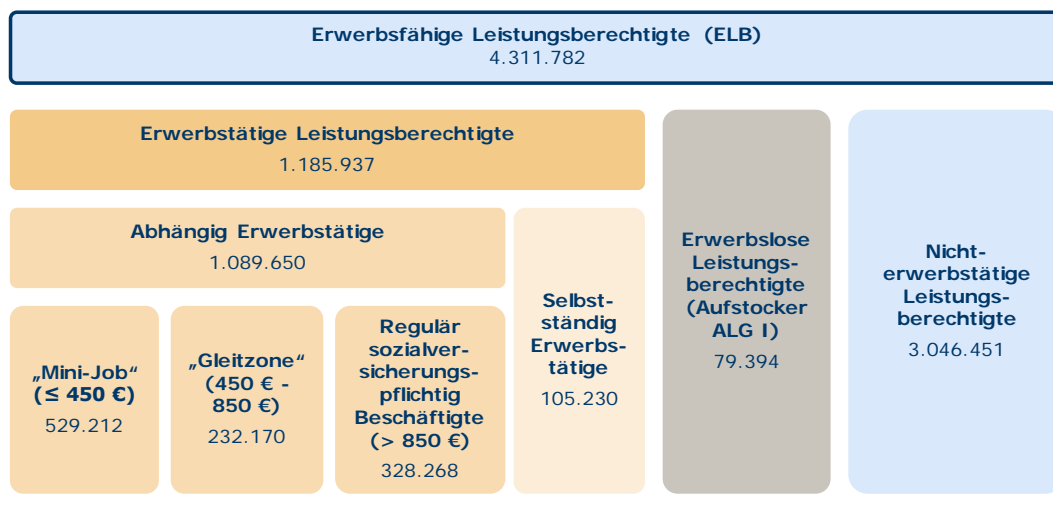 Erwerbsfähige Leistungsberechtigte (ELB)
4.311.782
Erwerbstätige Leistungsberechtigte
1.185.937
Abhängig Erwerbstätige
1.089.650
„Mini-Job“
(≤ 450 €)
529.212
„Gleitzone“
(450 € -
850 €)
232.170
Regulär
sozialver-
sicherungs-
pflichtig
Beschäftigte
(> 850 €)
328.268
Selbst-
ständig
Erwerbs-
tätige
105.230
Erwerbslose
Leistungs-
berechtigte
(Aufstocker
ALG I)
79.394
Nicht-
erwerbstätige
Leistungs-
berechtigte
3.046.451